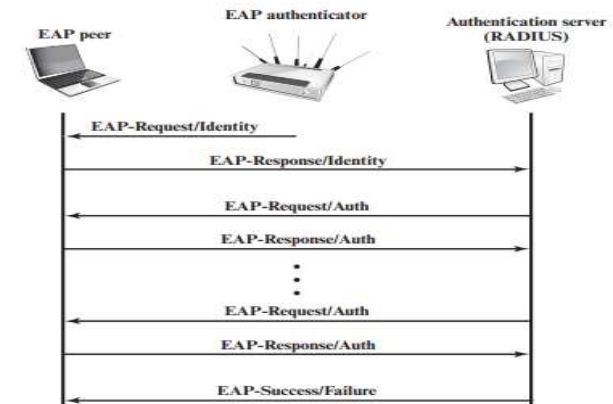 EAP peer
EAP authenticator
Authentication server
(RADIUS)
EAP-Request/Identity
EAP-Response/Identity
EAP-Request/Auth
EAP-Response/Auth
EAP-Request/Auth
EAP-Response/Auth
EAP-Success/Failure